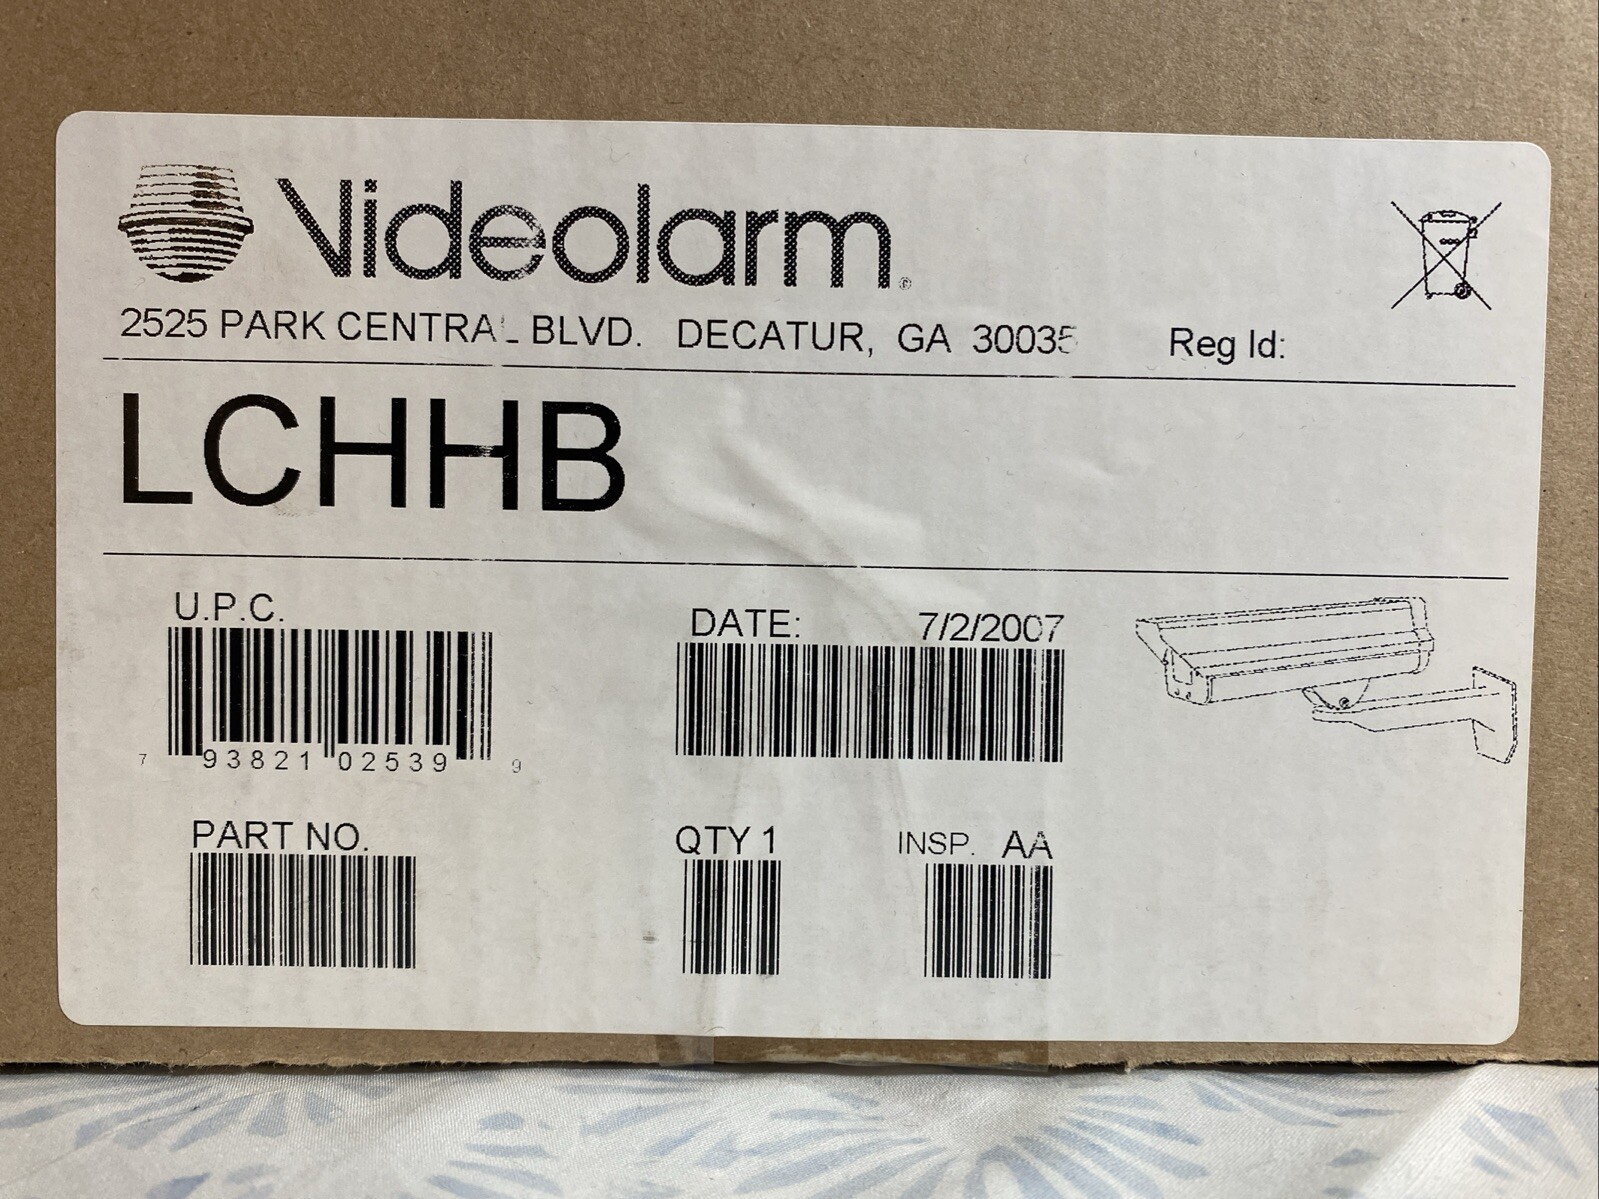 Videolarm®
2525 PARK CENTRAL BLVD. DECATUR, GA 30035 Reg Id:
LCHHB
U.P.C.
DATE: 7/2/2007
7 93821 02539 9
PART NO.
QTY 1
INSP. AA